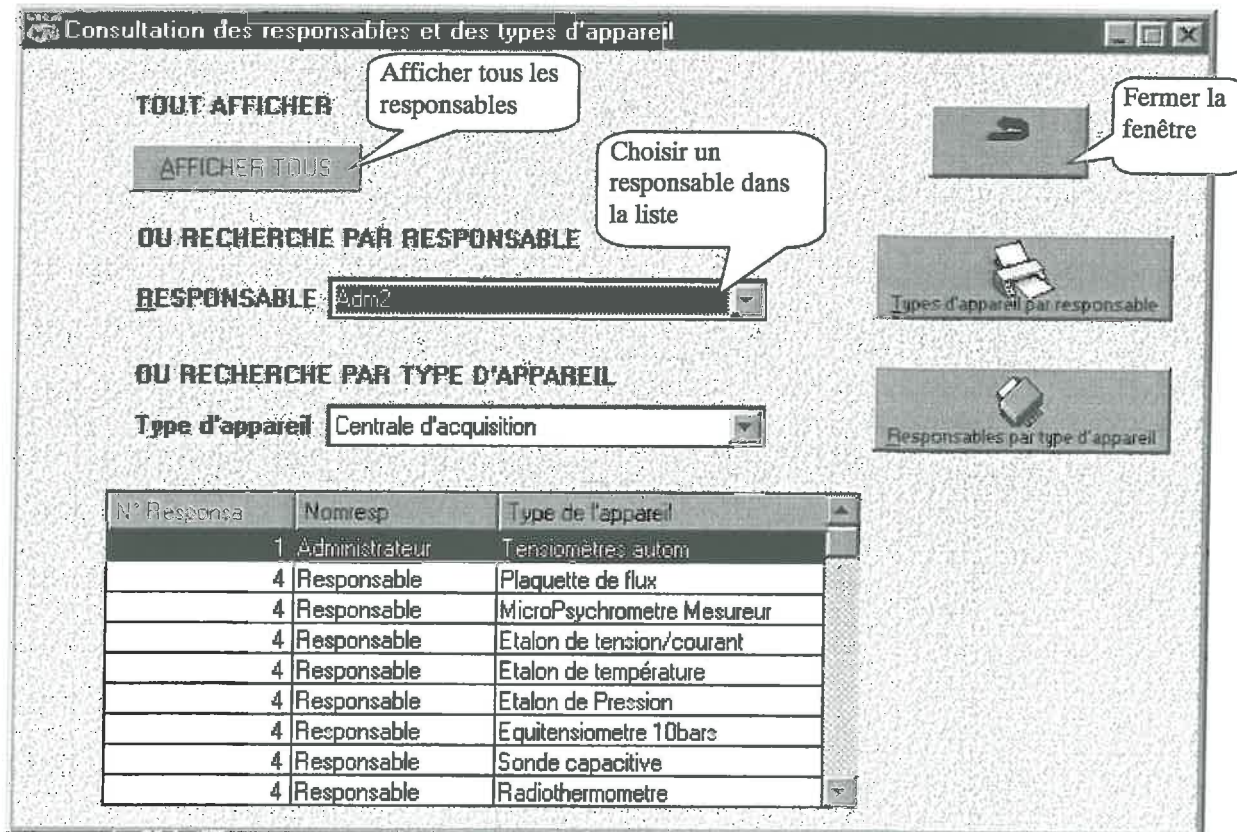 Consultation des responsables et des types d'appareil
Afficher tous les
responsables
TOUT AFFICHER
Fermer la
fenêtre
AFFICHER TOUS
Choisir un
responsable dans
la liste
OU RECHERCHE PAR RESPONSABLE
RESPONSABLE Adm2
Types d'appareil par responsable
OU RECHERCHE PAR TYPE D'APPAREIL
Type d'appareil Centrale d'acquisition
Responsables par type d'appareil
N° Responsa Nomresp Type de l'appareil
1 Administrateur Tensiomètres autom
4 Responsable Plaquette de flux
4 Responsable MicroPsychrometre Mesureur
4 Responsable Etalon de tension/courant
4 Responsable Etalon de température
4 Responsable Etalon de Pression
4 Responsable Equitensiometre 10bars
4 Responsable Sonde capacitive
4 Responsable Radiothermometre